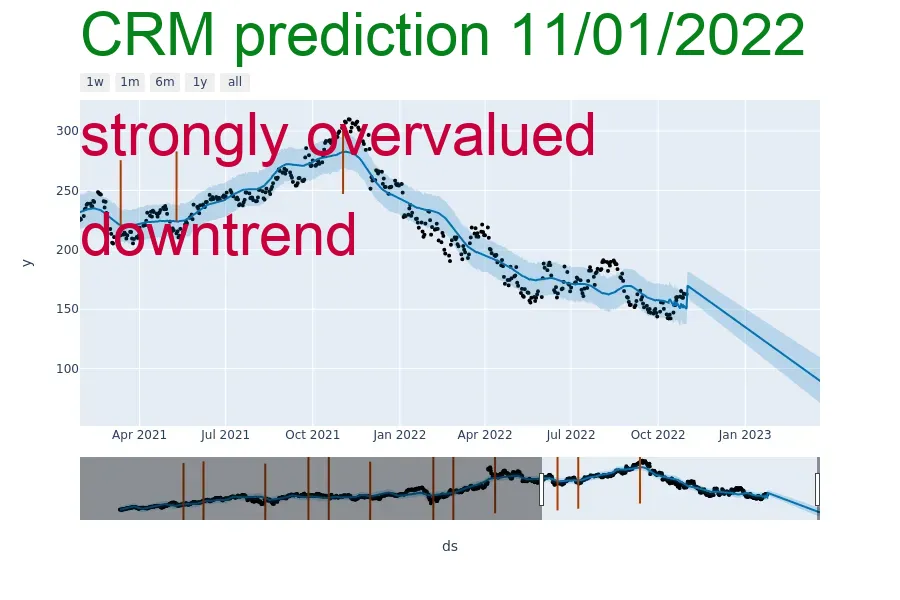 CRM prediction 11/01/2022
1w 1m 6m 1y all
strongly overvalued
downtrend
300
250
200
150
100
y
Apr 2021 Jul 2021 Oct 2021 Jan 2022 Apr 2022 Jul 2022 Oct 2022 Jan 2023
ds